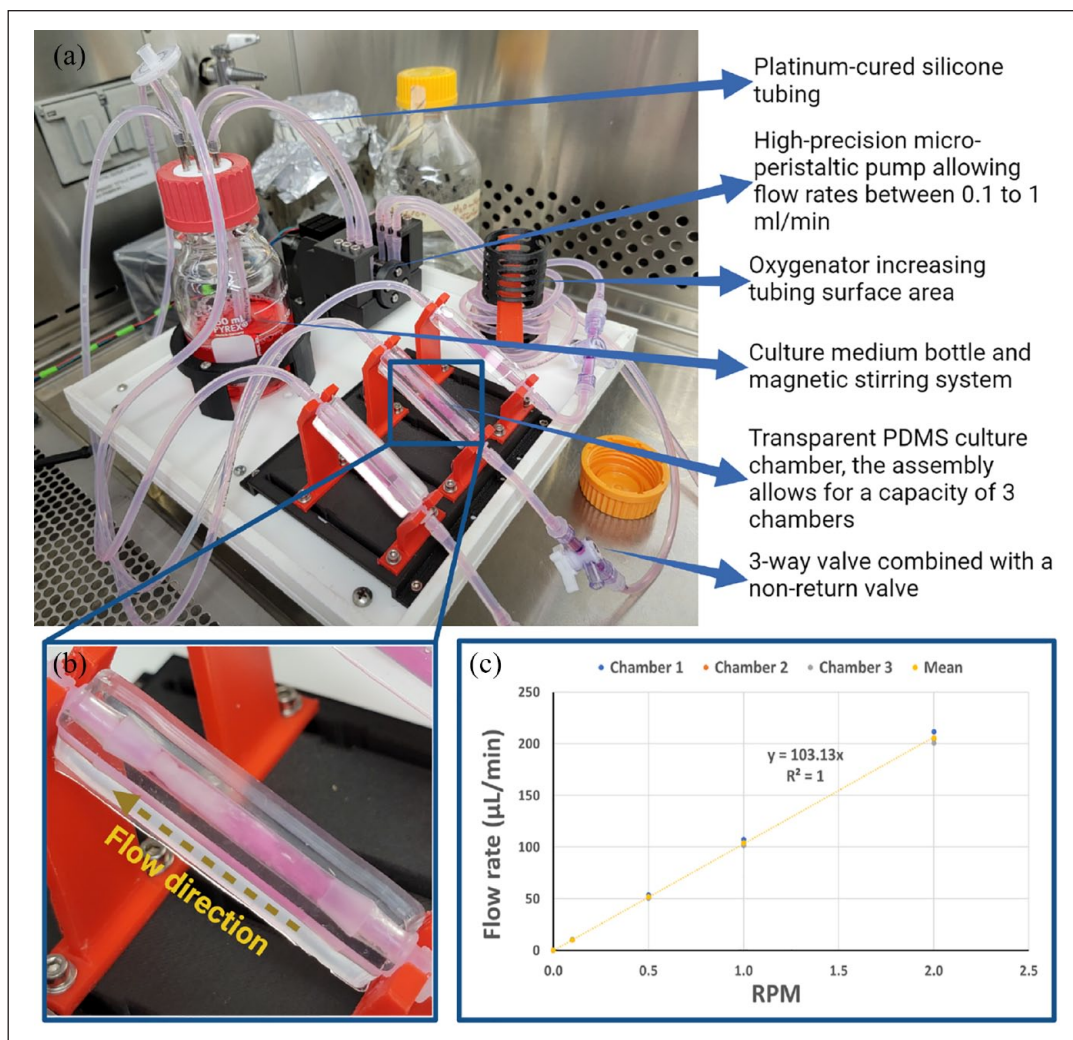 (a)
Platinum-cured silicone
tubing
High-precision micro-
peristaltic pump allowing
flow rates between 0.1 to 1
ml/min
Oxygenator increasing
tubing surface area
Culture medium bottle and
magnetic stirring system
Transparent PDMS culture
chamber, the assembly
allows for a capacity of 3
chambers
3-way valve combined with a
non-return valve
PYREX
(b)
Flow direction
(c)
Chamber 1 Chamber 2 Chamber 3 Mean
y = 103.13x
R² = 1
Flow rate (µL/min)
250
200
150
100
50
0
0.0 0.5 1.0 1.5 2.0 2.5
RPM